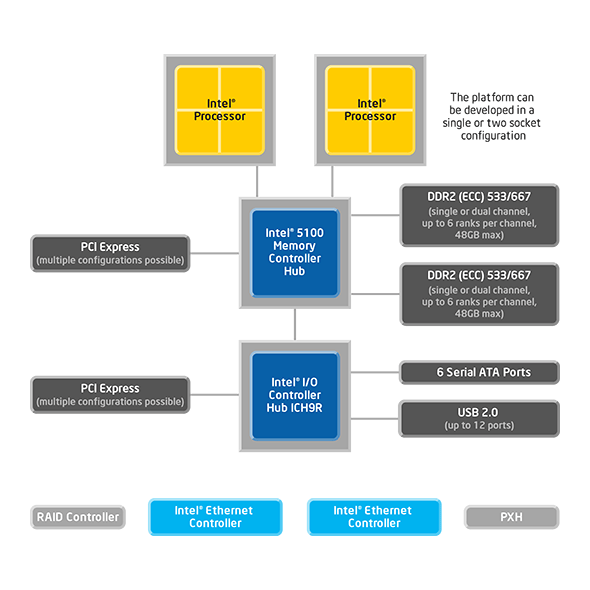 Intel® Processor
Intel® Processor
The platform can
be developed in a
single or two socket
configuration
Intel® 5100
Memory
Controller
Hub
DDR2 (ECC) 533/667
(single or dual channel,
up to 6 ranks per channel,
48GB max)
PCI Express
(multiple configurations possible)
DDR2 (ECC) 533/667
(single or dual channel,
up to 6 ranks per channel,
48GB max)
Intel® I/O
Controller
Hub ICH9R
6 Serial ATA Ports
PCI Express
(multiple configurations possible)
USB 2.0
(up to 12 ports)
RAID Controller
Intel® Ethernet
Controller
Intel® Ethernet
Controller
PXH